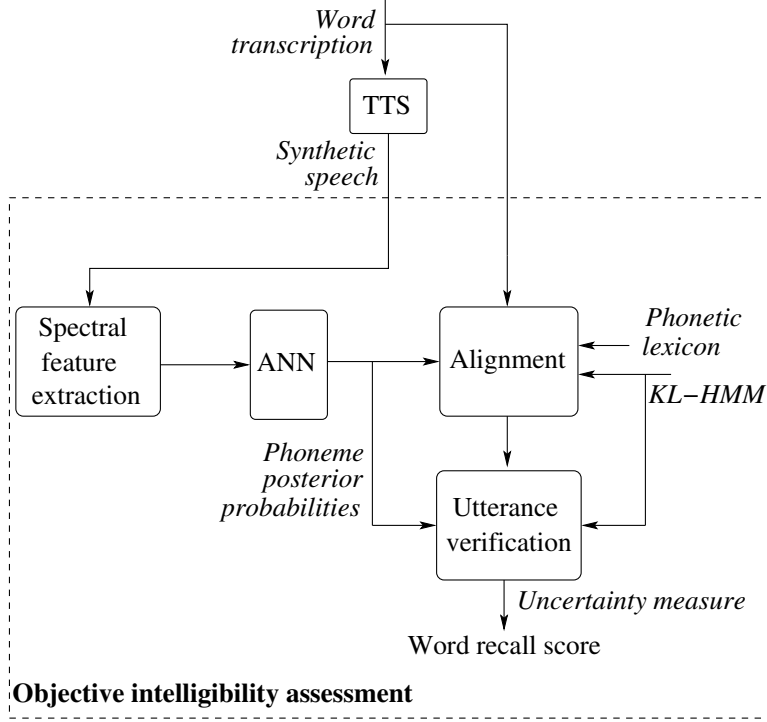 Word
transcription
TTS
Synthetic
speech
Spectral
feature
extraction
ANN
Alignment
Phonetic
lexicon
KL−HMM
Phoneme
posterior
probabilities
Utterance
verification
Uncertainty measure
Word recall score
Objective intelligibility assessment